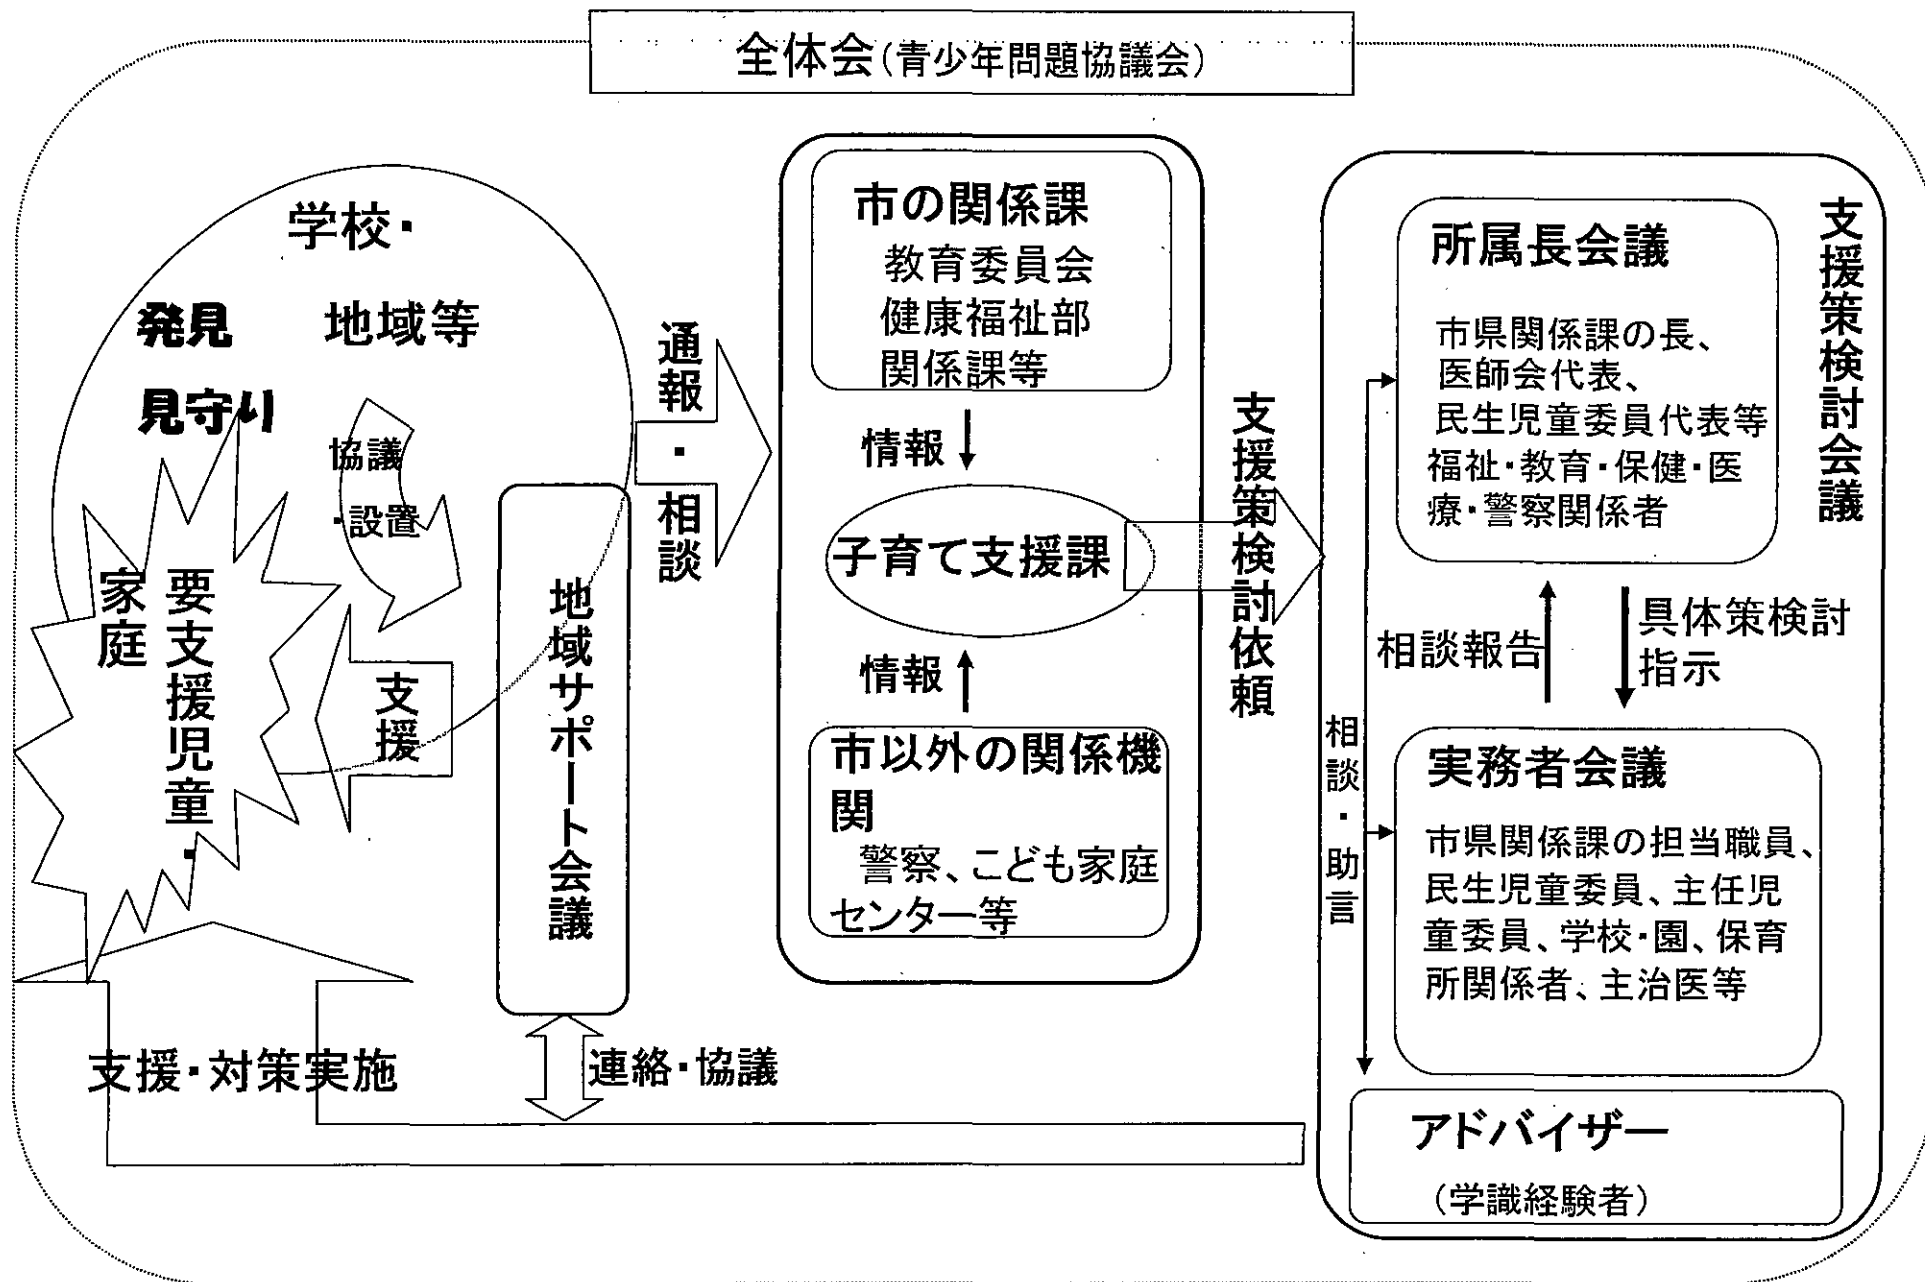 全体会(青少年問題協議会)
学校・
地域等
発見
見守り
協議
・設置
要支援児童・
家庭
支援
地域サポート会議
通報・相談
市の関係課
教育委員会
健康福祉部
関係課等
情報
子育て支援課
情報
市以外の関係機
関
警察、こども家庭
センター等
支援策検討依頼
支援策検討会議
所属長会議
市県関係課の長、
医師会代表、
民生児童委員代表等
福祉・教育・保健・医
療・警察関係者
相談報告
具体策検討
指示
相談・助言
実務者会議
市県関係課の担当職員、
民生児童委員、主任児
童委員、学校・園、保育
所関係者、主治医等
アドバイザー
(学識経験者)
支援・対策実施
連絡・協議